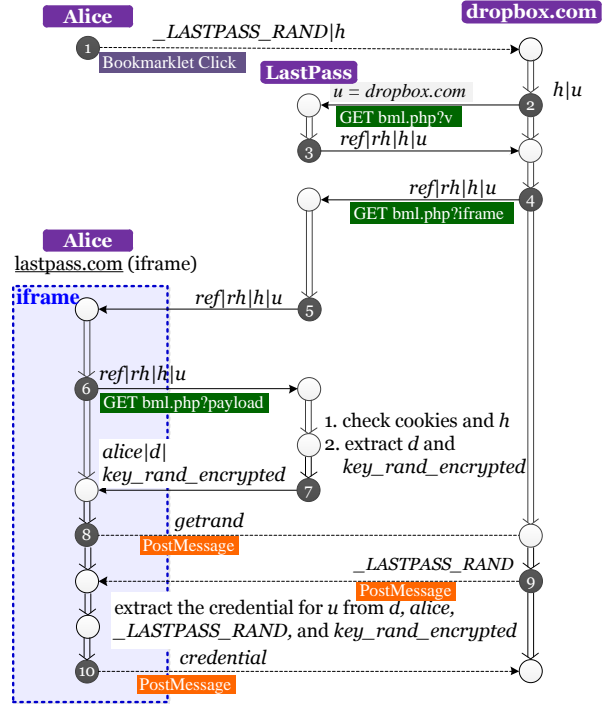 Alice
dropbox.com
_LASTPASS_RAND|h
1
Bookmarklet Click
LastPass
u = dropbox.com
h|u
2
GET bml.php?v
3
ref|rh|h|u
ref|rh|h|u
4
GET bml.php?iframe
Alice
lastpass.com (iframe)
iframe
ref|rh|h|u
5
ref|rh|h|u
6
GET bml.php?payload
1. check cookies and h
2. extract d and
key_rand_encrypted
alice|d|
key_rand_encrypted
7
getrand
8
PostMessage
_LASTPASS_RAND
9
PostMessage
extract the credential for u from d, alice,
_LASTPASS_RAND, and key_rand_encrypted
credential
10
PostMessage